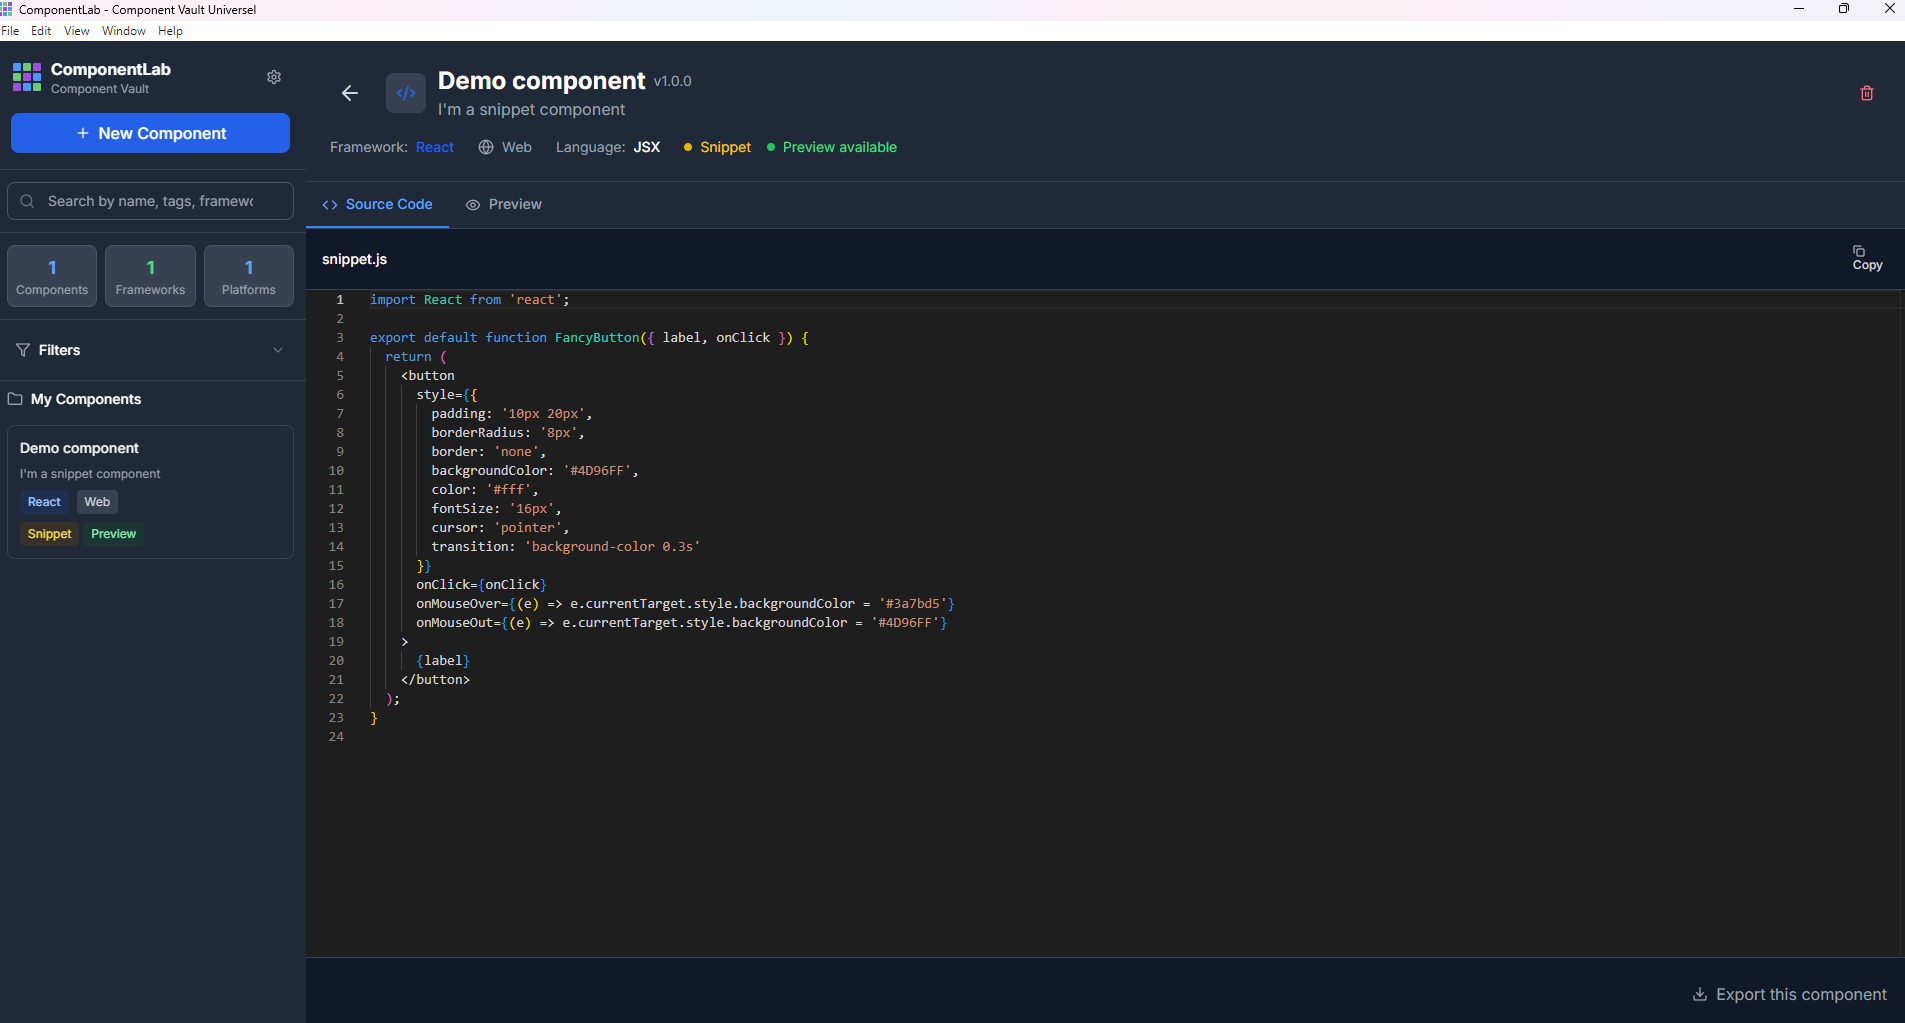 ComponentLab - Component Vault Universel
File Edit View Window Help
ComponentLab
Component Vault
+ New Component
Search by name, tags, framewo
1
Components
1
Frameworks
1
Platforms
Filters
My Components
Demo component
I'm a snippet component
React Web
Snippet Preview
</>
Demo component v1.0.0
I'm a snippet component
Framework: React Web Language: JSX Snippet Preview available
<> Source Code Preview
snippet.js
Copy
1 import React from 'react';
2
3 export default function FancyButton({ label, onClick }) {
4   return (
5     <button
6       style={{
7         padding: '10px 20px',
8         borderRadius: '8px',
9         border: 'none',
10         backgroundColor: '#4D96FF',
11         color: '#fff',
12         fontSize: '16px',
13         cursor: 'pointer',
14         transition: 'background-color 0.3s'
15       }}
16       onClick={onClick}
17       onMouseOver={(e) => e.currentTarget.style.backgroundColor = '#3a7bd5'}
18       onMouseOut={(e) => e.currentTarget.style.backgroundColor = '#4D96FF'}
19     >
20       {label}
21     </button>
22   );
23 }
24
Export this component